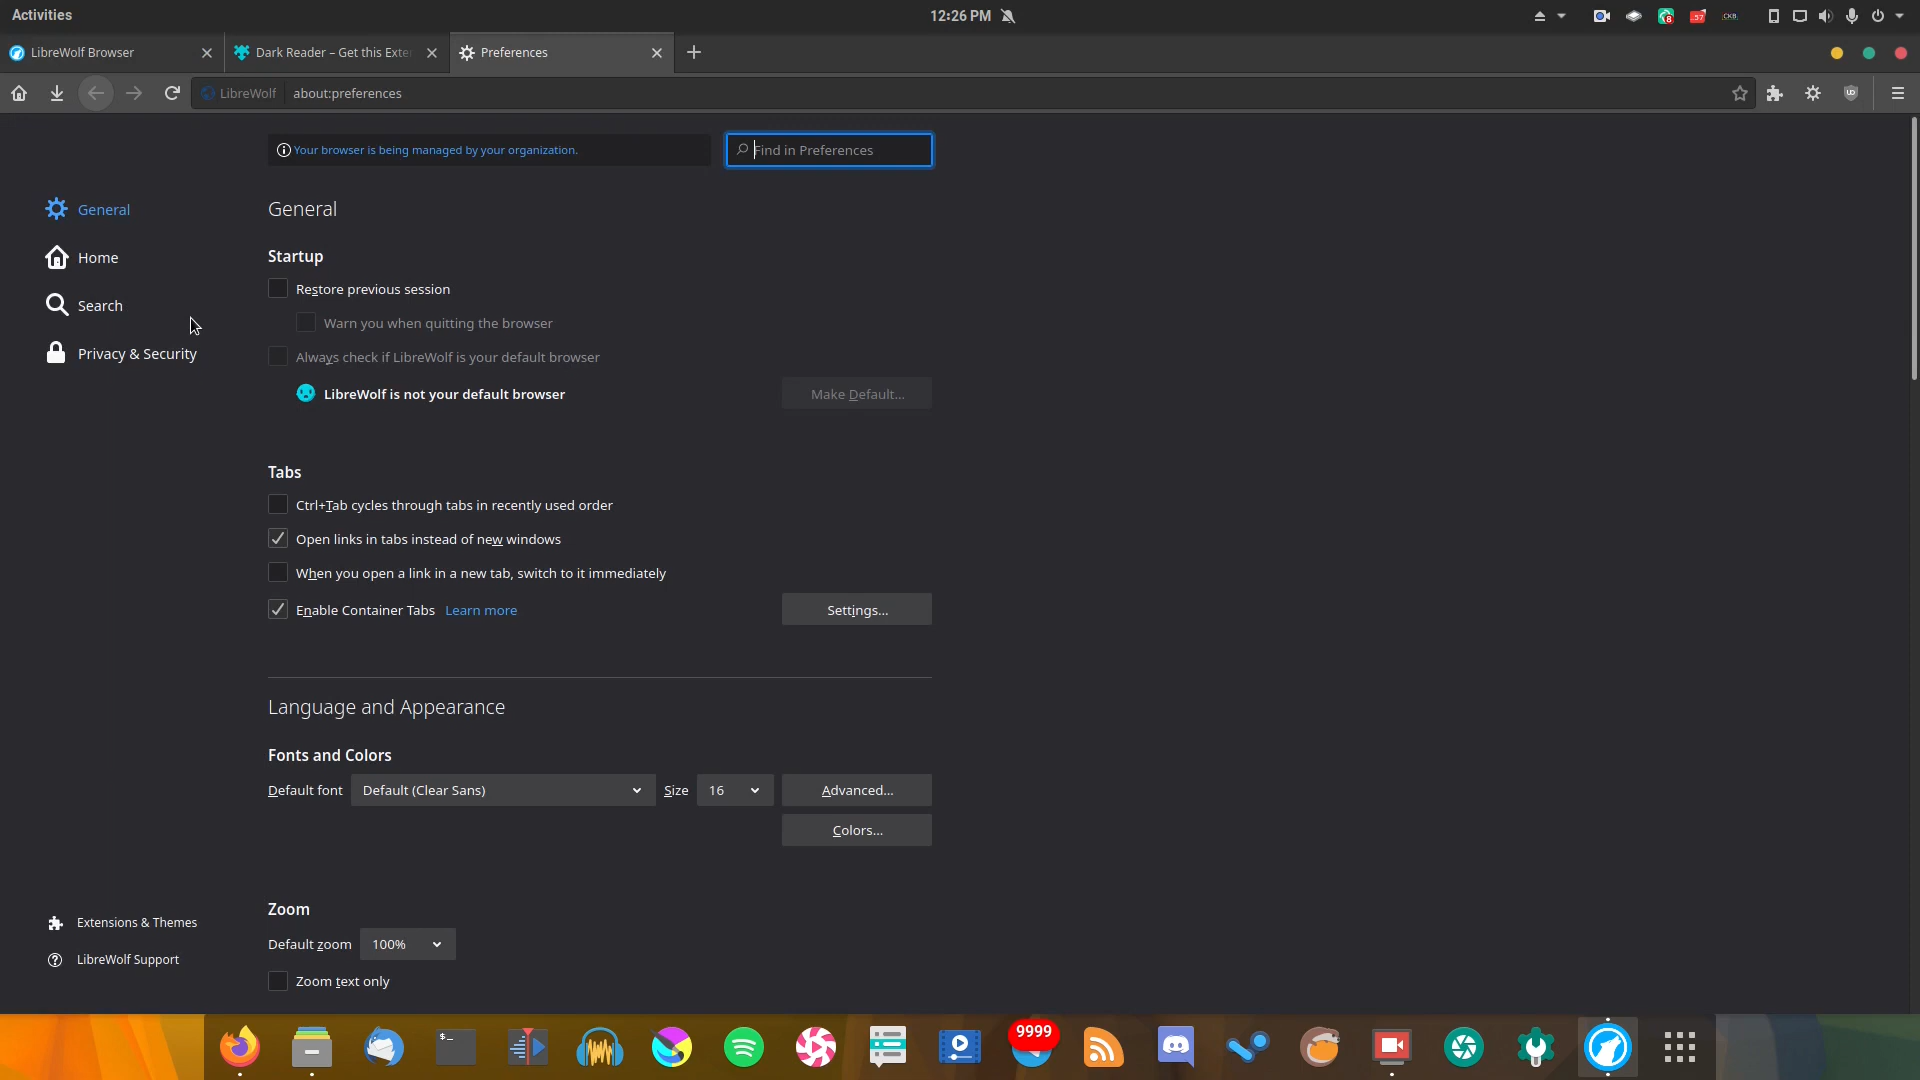 Activities
12:26 PM
57
CKB
8
LibreWolf Browser
Dark Reader – Get this Exte
Preferences
LibreWolf
about:preferences
Your browser is being managed by your organization.
Find in Preferences
General
Home
Search
Privacy & Security
General
Startup
Restore previous session
Warn you when quitting the browser
Always check if LibreWolf is your default browser
LibreWolf is not your default browser
Make Default...
Tabs
Ctrl+Tab cycles through tabs in recently used order
Open links in tabs instead of new windows
When you open a link in a new tab, switch to it immediately
Enable Container Tabs Learn more
Settings...
Language and Appearance
Fonts and Colors
Default font Default (Clear Sans) Size 16 Advanced...
Colors...
Zoom
Default zoom 100%
Zoom text only
Extensions & Themes
LibreWolf Support
9999